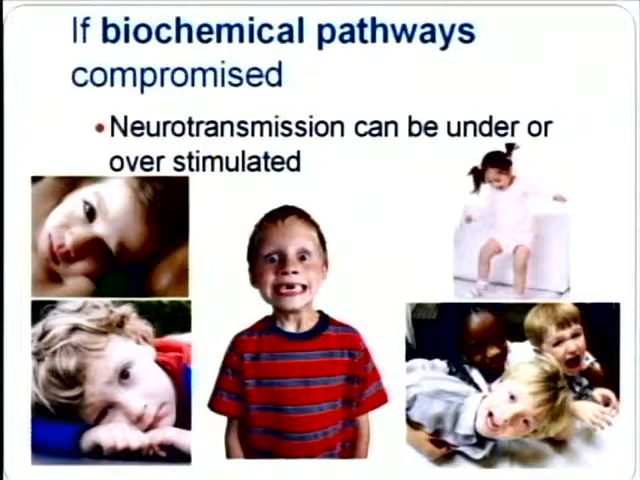 If biochemical pathways
compromised
•Neurotransmission can be under or
over stimulated